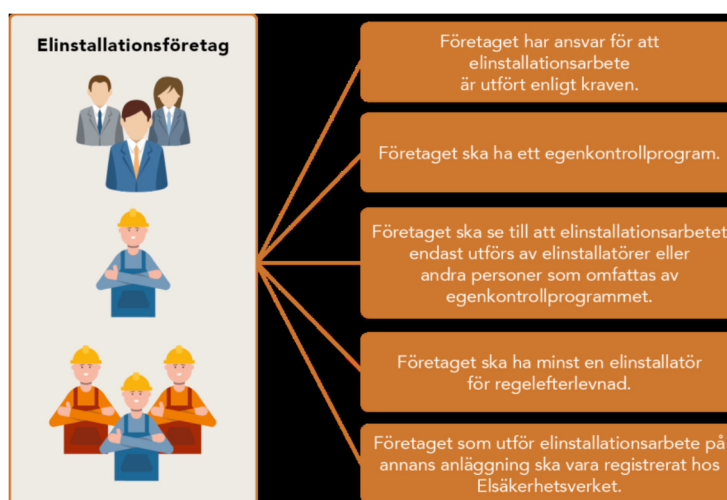 Elinstallationsföretag
Företaget har ansvar för att
elinstallationsarbete
är utfört enligt kraven.
Företaget ska ha ett egenkontrollprogram.
Företaget ska se till att elinstallationsarbetet
endast utförs av elinstallatörer eller
andra personer som omfattas av
egenkontrollprogrammet.
Företaget ska ha minst en elinstallatör
för regelefterlevnad.
Företaget som utför elinstallationsarbete på
annans anläggning ska vara registrerat hos
Elsäkerhetsverket.